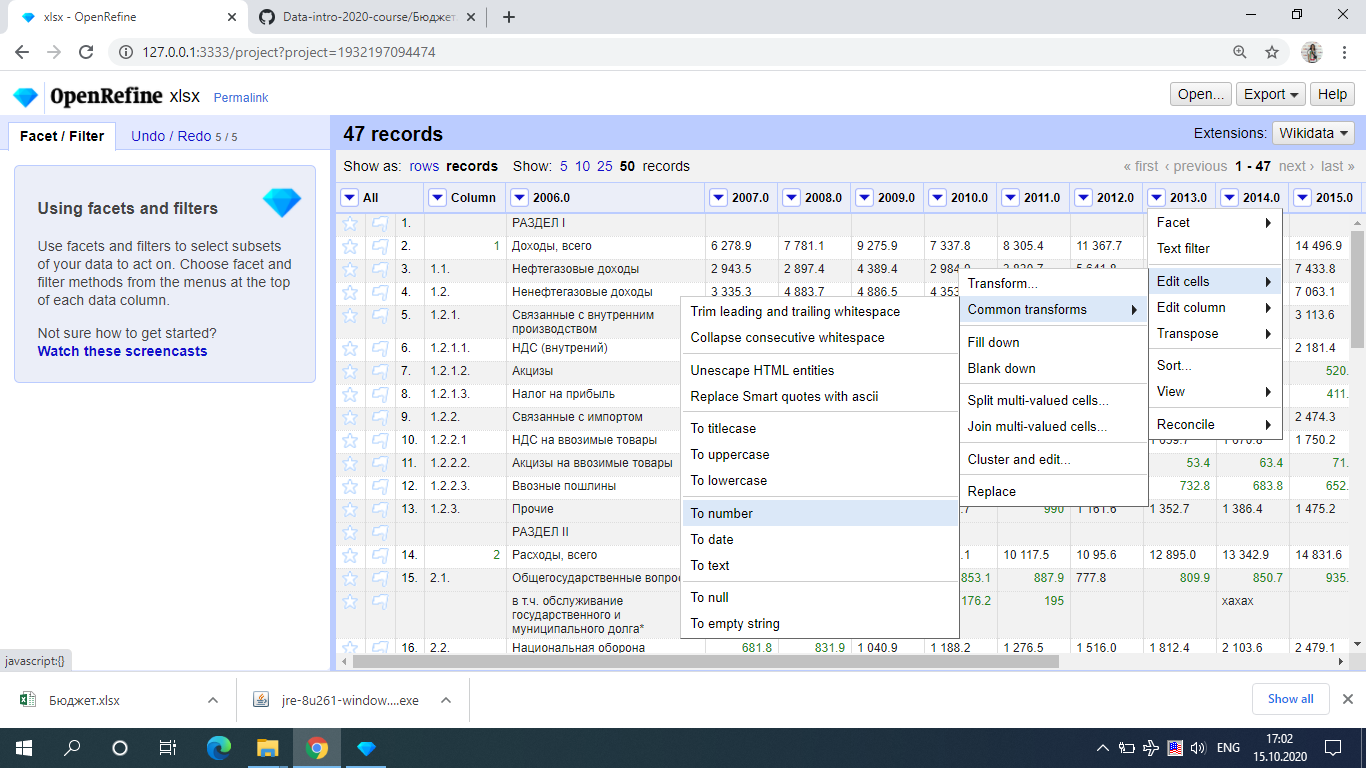 xlsx - OpenRefine
Data-intro-2020-course/Бюджет.
127.0.0.1:3333/project?project=1932197094474
OpenRefine xlsx Permalink
Open... Export Help
Facet / Filter Undo / Redo 5 / 5
47 records
Extensions: Wikidata
Show as: rows records Show: 5 10 25 50 records
« first ‹ previous 1 - 47 next › last »
Using facets and filters
Use facets and filters to select subsets
of your data to act on. Choose facet and
filter methods from the menus at the top
of each data column.
Not sure how to get started?
Watch these screencasts
All Column 2006.0 2007.0 2008.0 2009.0 2010.0 2011.0 2012.0 2013.0 2014.0 2015.0
1. РАЗДЕЛ I
2. 1 Доходы, всего 6 278.9 7 781.1 9 275.9 7 337.8 8 305.4 11 367.7 14 496.9
3. 1.1. Нефтегазовые доходы 2 943.5 2 897.4 4 389.4 7 433.8
4. 1.2. Ненефтегазовые доходы 3 335.3 4 883.7 4 886.5 7 063.1
5. 1.2.1. Связанные с внутренним
производством 3 113.6
6. 1.2.1.1. НДС (внутрений) 2 181.4
7. 1.2.1.2. Акцизы 520.
8. 1.2.1.3. Налог на прибыль 411.
9. 1.2.2. Связанные с импортом 2 474.3
10. 1.2.2.1 НДС на ввозимые товары 1 750.2
11. 1.2.2.2. Акцизы на ввозимые товары 53.4 63.4 71.
12. 1.2.2.3. Ввозные пошлины 732.8 683.8 652.
13. 1.2.3. Прочие .7 990 1 161.6 1 352.7 1 386.4 1 475.2
РАЗДЕЛ II
14. 2 Расходы, всего .1 10 117.5 10 95.6 12 895.0 13 342.9 14 831.6
15. 2.1. Общегосударственные вопрос 853.1 887.9 777.8 809.9 850.7 935.
в т.ч. обслуживание
государственного и
муниципального долга* 176.2 195 хахах
16. 2.2. Национальная оборона 681.8 831.9 1 040.9 1 188.2 1 276.5 1 516.0 1 812.4 2 103.6 2 479.1
Facet
Text filter
Edit cells
Edit column
Transpose
Sort...
View
Reconcile
Transform...
Common transforms
Fill down
Blank down
Split multi-valued cells...
Join multi-valued cells...
Cluster and edit...
Replace
Trim leading and trailing whitespace
Collapse consecutive whitespace
Unescape HTML entities
Replace Smart quotes with ascii
To titlecase
To uppercase
To lowercase
To number
To date
To text
To null
To empty string
javascript:{}
Бюджет.xlsx
jre-8u261-window....exe
Show all
ENG
17:02
15.10.2020